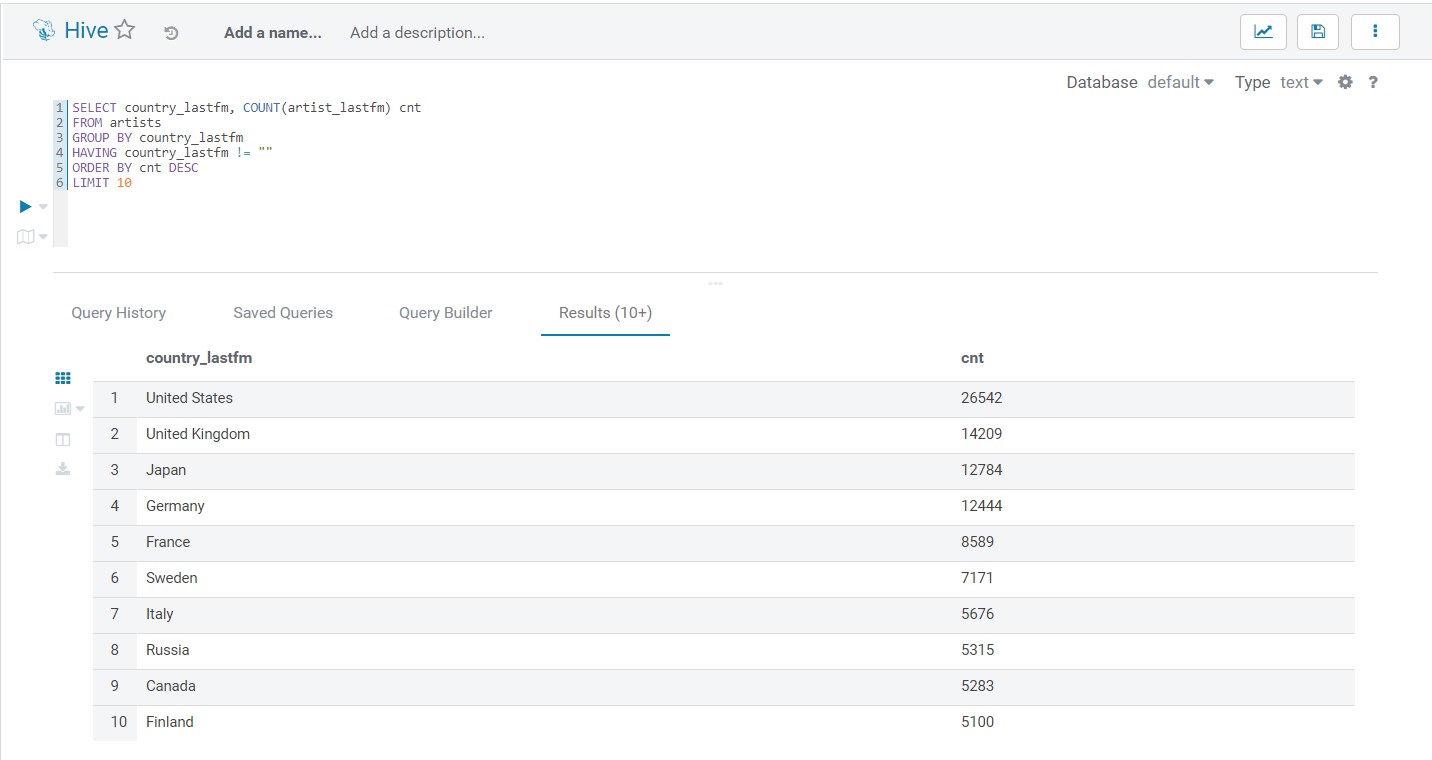 Hive Add a name... Add a description...
Database default Type text ?
1 SELECT country_lastfm, COUNT(artist_lastfm) cnt
2 FROM artists
3 GROUP BY country_lastfm
4 HAVING country_lastfm != ""
5 ORDER BY cnt DESC
6 LIMIT 10
Query History Saved Queries Query Builder Results (10+)
country_lastfm cnt
1 United States 26542
2 United Kingdom 14209
3 Japan 12784
4 Germany 12444
5 France 8589
6 Sweden 7171
7 Italy 5676
8 Russia 5315
9 Canada 5283
10 Finland 5100